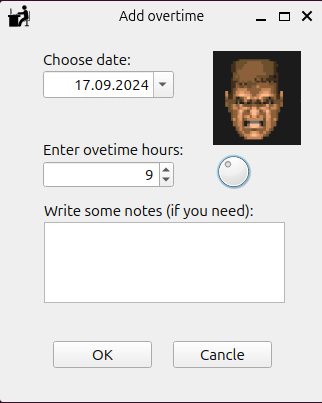 Add overtime
Choose date:
17.09.2024
Enter ovetime hours:
9
Write some notes (if you need):
OK
Cancle